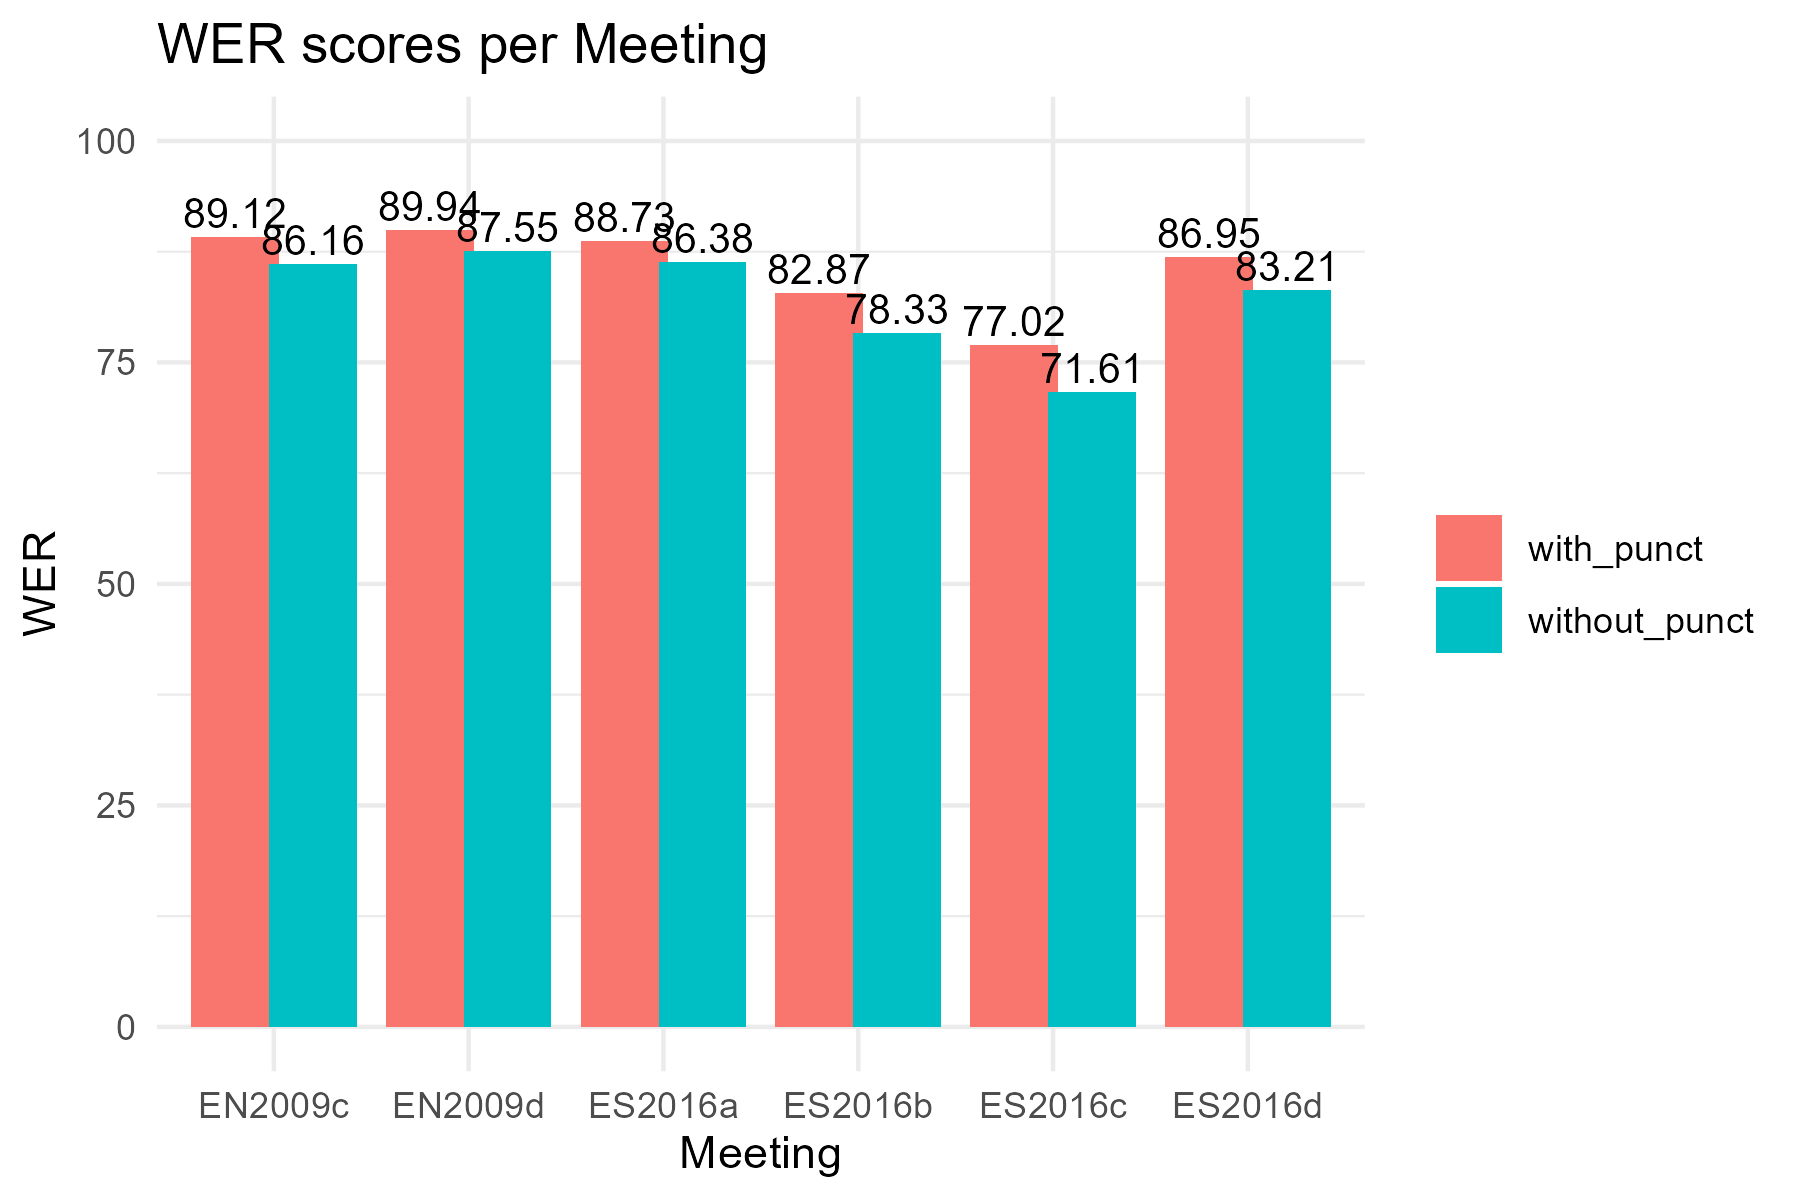 WER scores per Meeting
100
75
50
25
0
WER
89.12
86.16
89.94
87.55
88.73
86.38
82.87
78.33
77.02
71.61
86.95
83.21
EN2009c
EN2009d
ES2016a
ES2016b
ES2016c
ES2016d
Meeting
with_punct
without_punct